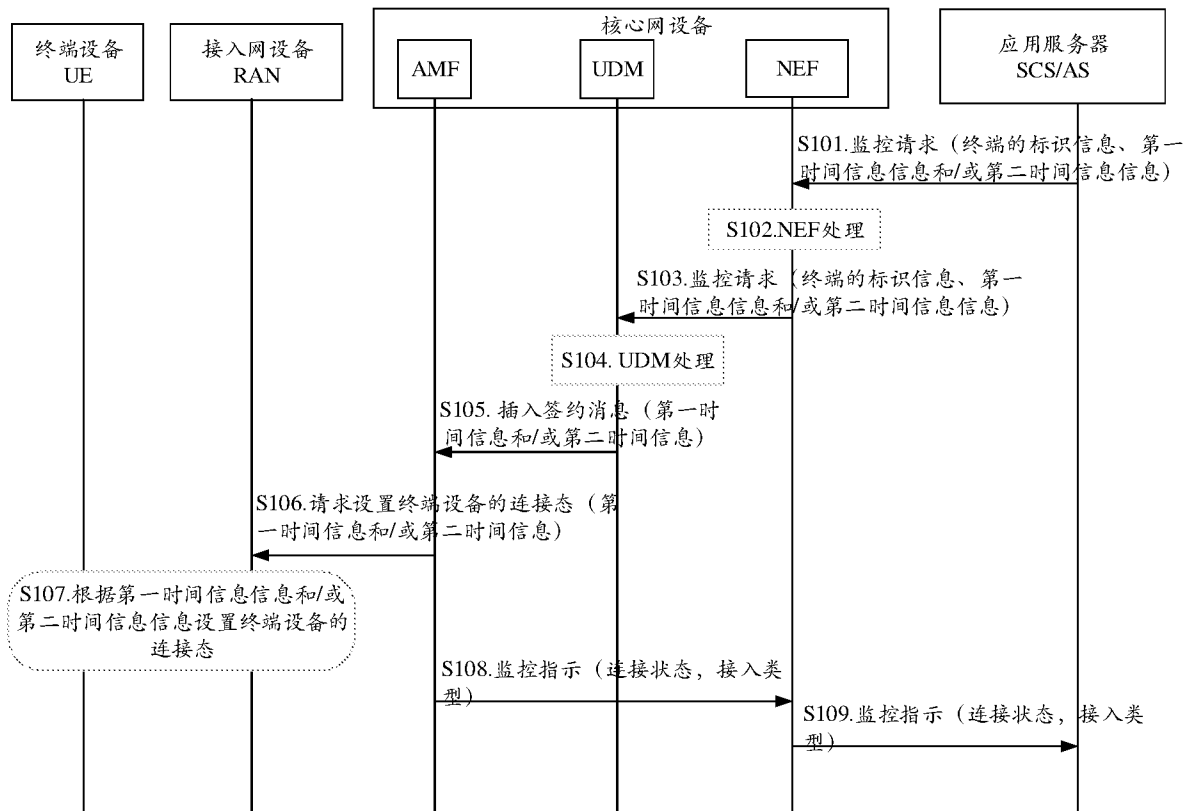 核心网设备
终端设备
UE
接入网设备
RAN
AMF
UDM
NEF
应用服务器
SCS/AS
S101.监控请求（终端的标识信息、第一
时间信息信息和/或第二时间信息信息）
S102.NEF处理
S103.监控请求（终端的标识信息、第一
时间信息信息和/或第二时间信息信息）
S104. UDM处理
S105. 插入签约消息（第一时
间信息和/或第二时间信息）
S106.请求设置终端设备的连接态（第
一时间信息和/或第二时间信息）
S107.根据第一时间信息信息和/或
第二时间信息信息设置终端设备的
连接态
S108.监控指示（连接状态，接入类
型）
S109.监控指示（连接状态，接入类
型）